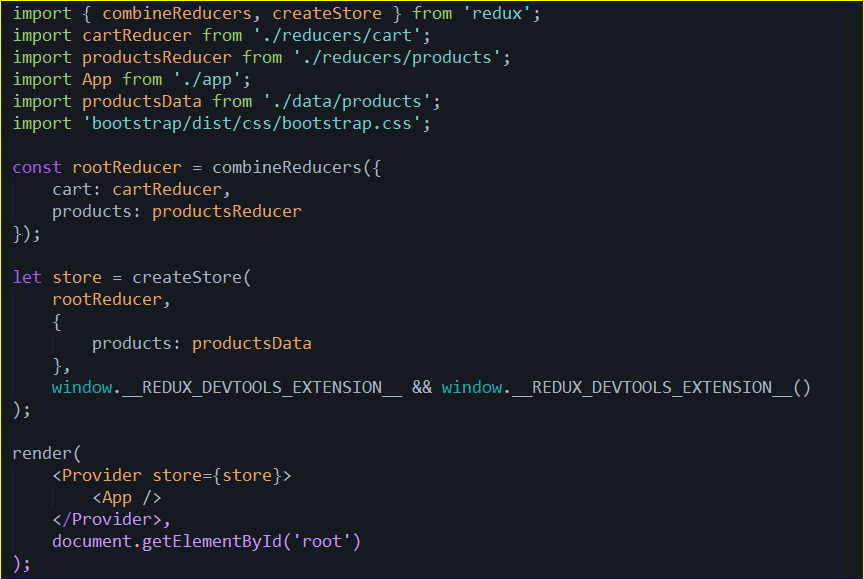 import { combineReducers, createStore } from 'redux';
import cartReducer from './reducers/cart';
import productsReducer from './reducers/products';
import App from './app';
import productsData from './data/products';
import 'bootstrap/dist/css/bootstrap.css';

const rootReducer = combineReducers({
    cart: cartReducer,
    products: productsReducer
});

let store = createStore(
    rootReducer,
    {
        products: productsData
    },
    window.__REDUX_DEVTOOLS_EXTENSION__ && window.__REDUX_DEVTOOLS_EXTENSION__()
);

render(
    <Provider store={store}>
        <App />
    </Provider>,
    document.getElementById('root')
);